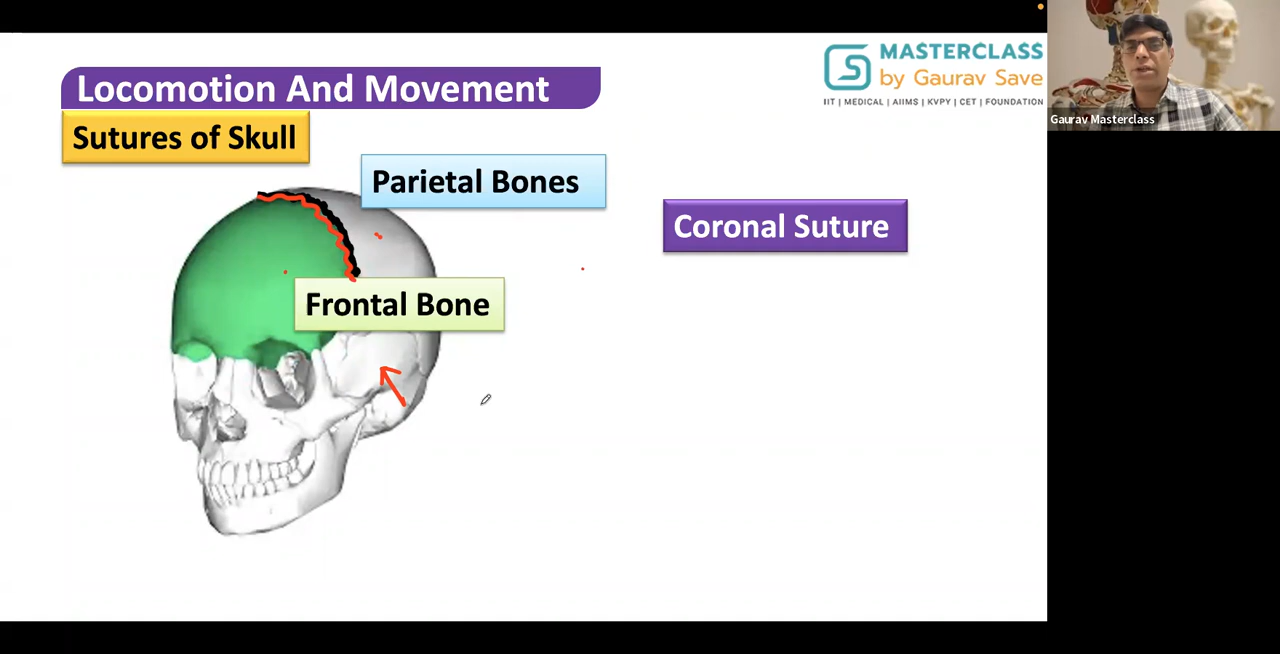 MASTERCLASS
by Gaurav Save
IIT | MEDICAL | AIIMS | KVPY | CET | FOUNDATION
Gaurav Masterclass
Locomotion And Movement
Sutures of Skull
Parietal Bones
Coronal Suture
Frontal Bone